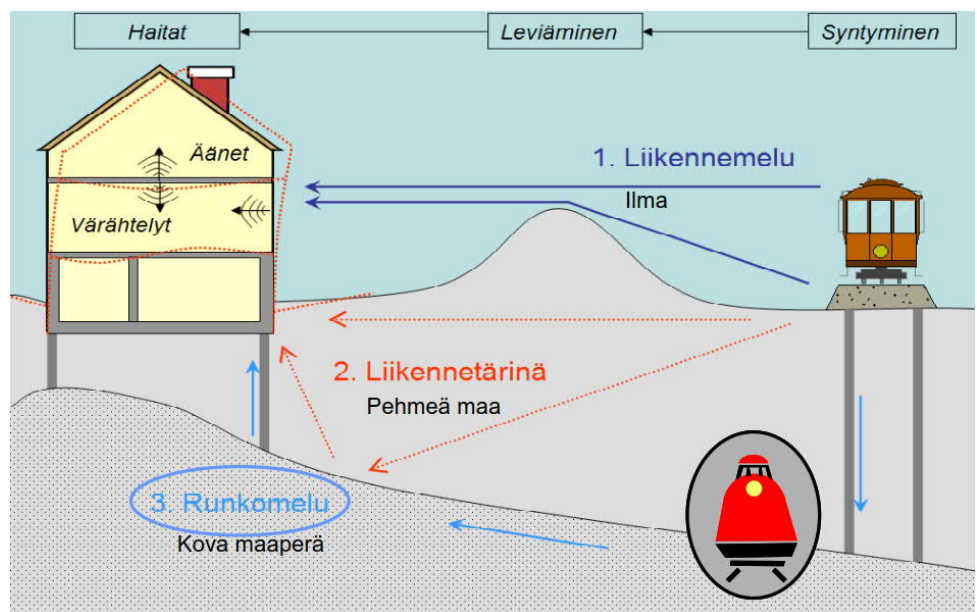 Haitat
Leviäminen
Syntyminen
Äänet
Värähtelyt
1. Liikennemelu
Ilma
2. Liikennetärinä
Pehmeä maa
3. Runkomelu
Kova maaperä